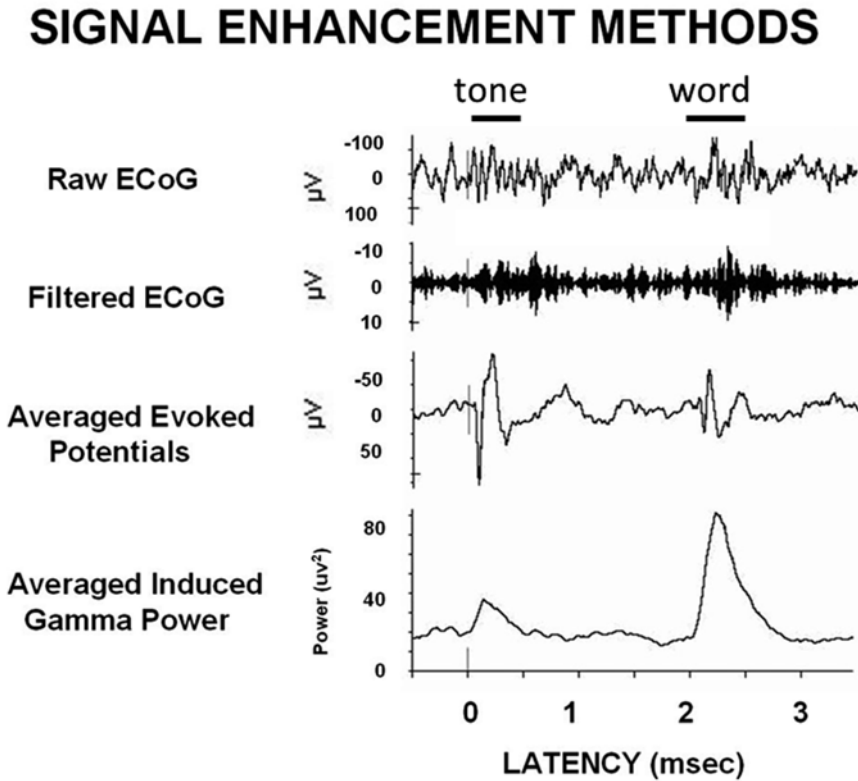 SIGNAL ENHANCEMENT METHODS
tone word
Raw ECoG
µV
-100
0
100
Filtered ECoG
µV
-10
0
10
Averaged Evoked
Potentials
µV
-50
0
50
Averaged Induced
Gamma Power
Power (uv²)
80
40
0
0 1 2 3
LATENCY (msec)